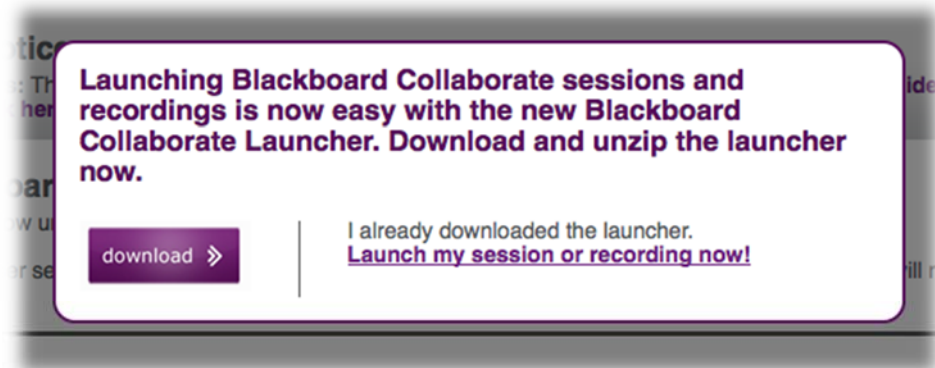 Launching Blackboard Collaborate sessions and
recordings is now easy with the new Blackboard
Collaborate Launcher. Download and unzip the launcher
now.
download
I already downloaded the launcher.
Launch my session or recording now!